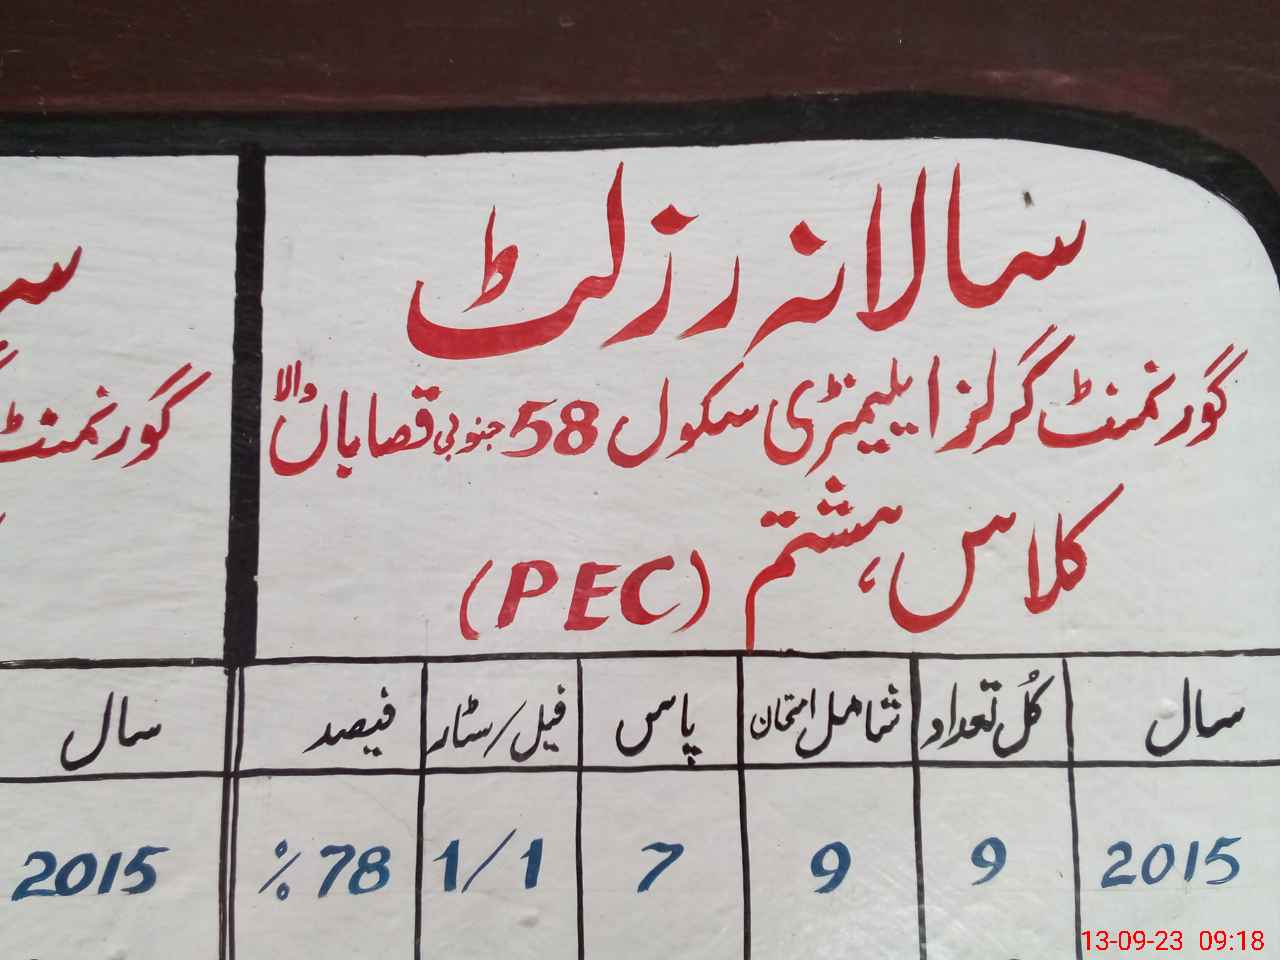 سالانہ رزلٹ
گورنمنٹ گرلز ایلیمنٹری سکول 58 جنوبی قصاباں والا
کلاس ہشتم (PEC)
سال کُل تعداد شامل امتحان پاس فیل/سٹار فیصد
2015 9 9 7 1/1 78 %
گورنمنٹ
سال
2015
13-09-23 09:18